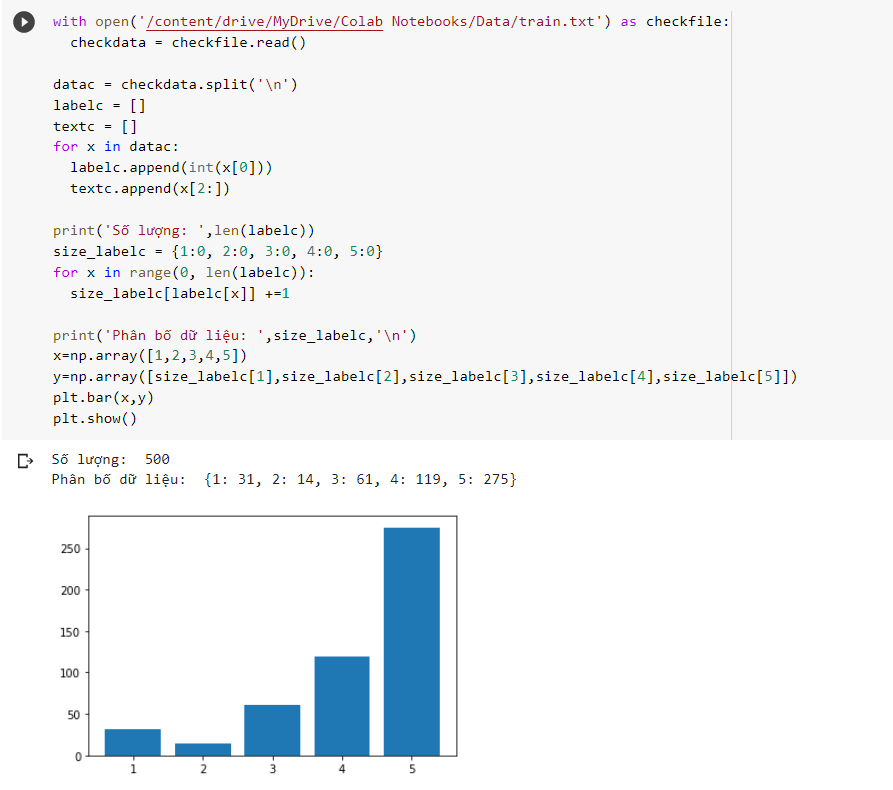 with open('/content/drive/MyDrive/Colab Notebooks/Data/train.txt') as checkfile:
  checkdata = checkfile.read()

datac = checkdata.split('\n')
labelc = []
textc = []
for x in datac:
  labelc.append(int(x[0]))
  textc.append(x[2:])

print('Số lượng: ',len(labelc))
size_labelc = {1:0, 2:0, 3:0, 4:0, 5:0}
for x in range(0, len(labelc)):
  size_labelc[labelc[x]] +=1

print('Phân bố dữ liệu: ',size_labelc,'\n')
x=np.array([1,2,3,4,5])
y=np.array([size_labelc[1],size_labelc[2],size_labelc[3],size_labelc[4],size_labelc[5]])
plt.bar(x,y)
plt.show()
Số lượng:  500
Phân bố dữ liệu:  {1: 31, 2: 14, 3: 61, 4: 119, 5: 275}
250
200
150
100
50
0
1 2 3 4 5